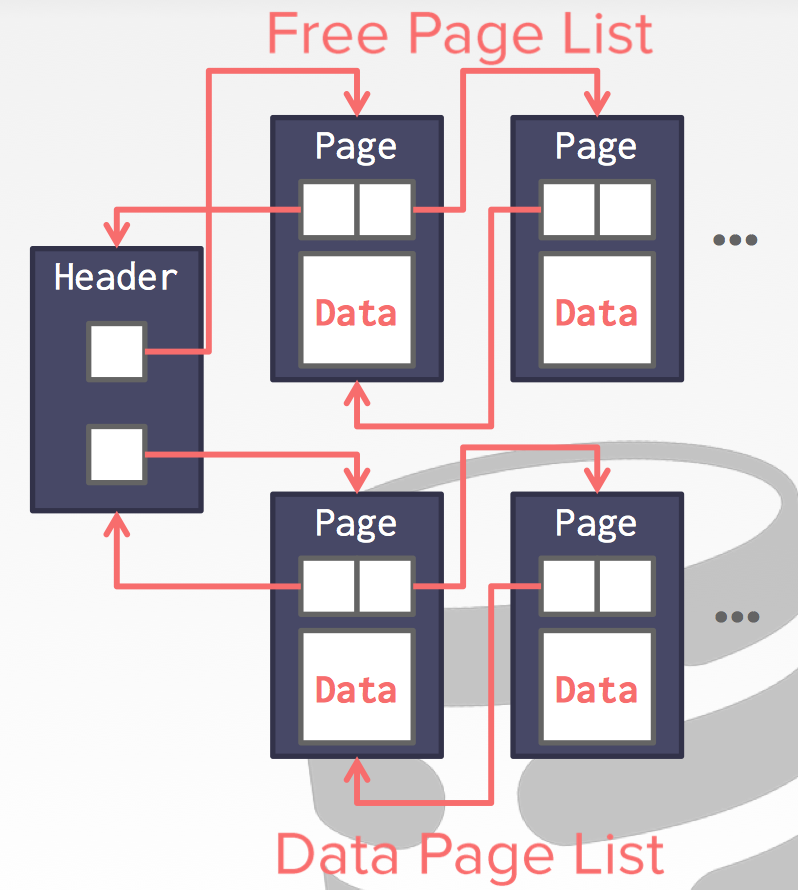 Free Page List
Page
Page
Header
Data
Data
•••
Page
Page
Data
Data
•••
Data Page List